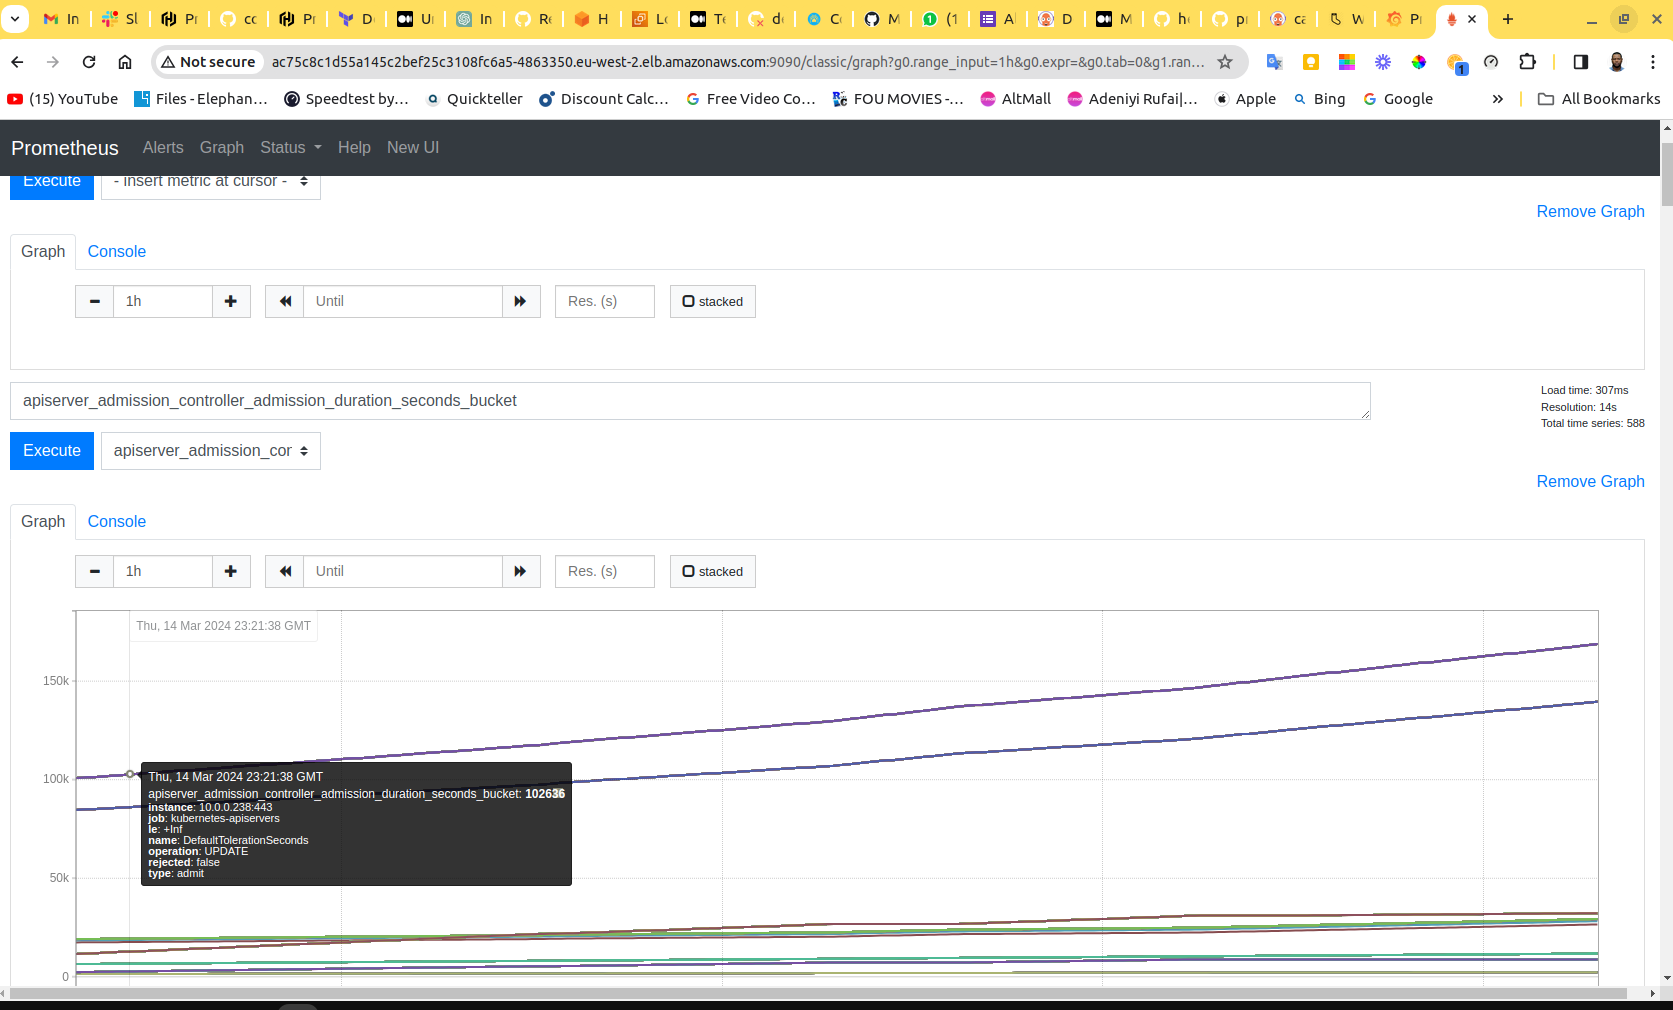 In
Sl
Pr
cc
Pr
D
Ur
In
Re
H
Lo
Te
d
C
M
(1
Al
D
M
h
p
ca
W
Pr
Not secure
ac75c8c1d55a145c2bef25c3108fc6a5-4863350.eu-west-2.elb.amazonaws.com:9090/classic/graph?g0.range_input=1h&g0.expr=&g0.tab=0&g1.ran...
1
(15) YouTube
Files - Elephan...
Speedtest by...
Quickteller
Discount Calc...
Free Video Co...
FOU MOVIES -...
AltMall
Adeniyi Rufai|...
Apple
Bing
Google
All Bookmarks
Prometheus Alerts Graph Status Help New UI
Execute - insert metric at cursor -
Remove Graph
Graph Console
1h Until Res. (s) stacked
apiserver_admission_controller_admission_duration_seconds_bucket
Load time: 307ms
Resolution: 14s
Total time series: 588
Execute apiserver_admission_cor
Remove Graph
Graph Console
1h Until Res. (s) stacked
Thu, 14 Mar 2024 23:21:38 GMT
150k
100k
Thu, 14 Mar 2024 23:21:38 GMT
apiserver_admission_controller_admission_duration_seconds_bucket: 102636
instance: 10.0.0.238:443
job: kubernetes-apiservers
le: +Inf
name: DefaultTolerationSeconds
operation: UPDATE
rejected: false
type: admit
50k
0